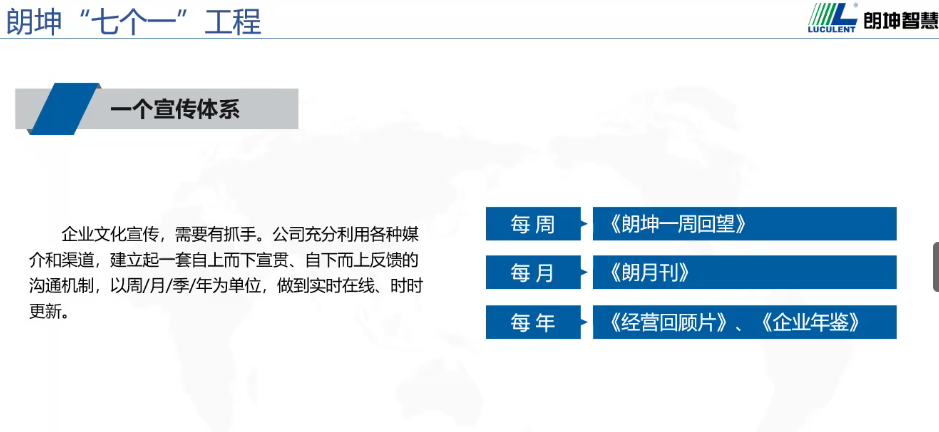 朗坤“七个一”工程
LUCULENT 朗坤智慧
一个宣传体系
企业文化宣传，需要有抓手。公司充分利用各种媒
介和渠道，建立起一套自上而下宣贯、自下而上反馈的
沟通机制，以周/月/季/年为单位，做到实时在线、时时
更新。
每周 《朗坤一周回望》
每月 《朗月刊》
每年 《经营回顾片》、《企业年鉴》